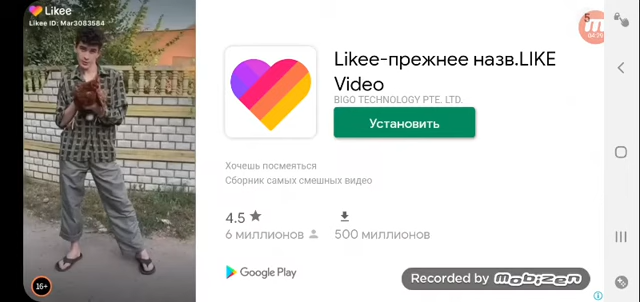 Likee
Likee ID: Mar3083584
16+
Likee-прежнее назв.LIKE
Video
BIGO TECHNOLOGY PTE. LTD.
Установить
Хочешь посмеяться
Сборник самых смешных видео
4.5
6 миллионов
500 миллионов
Google Play
5
Recorded by mobizen